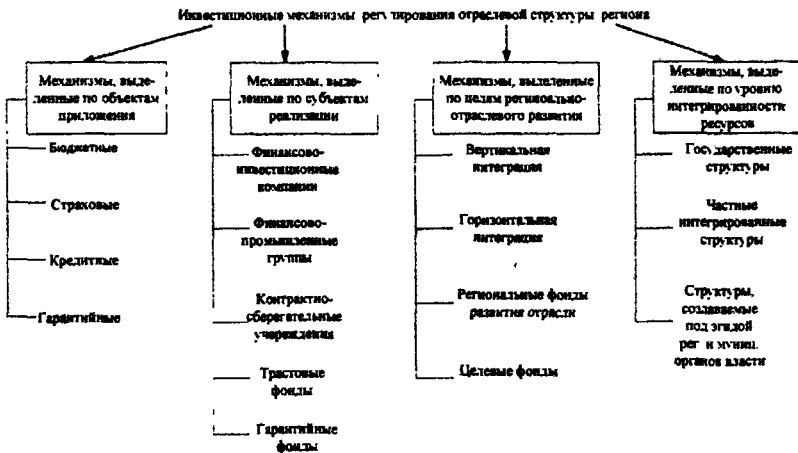 Инвестиционные механизмы регулирования отраслевой структуры региона
Механизмы, выде-
ленные по объектам
приложения
Бюджетные
Страховые
Кредитные
Гарантийные
Механизмы, выде-
ленные по субъектам
реализации
Финансово-
инвестиционные
компании
Финансово-
промышленные
группы
Контрактно-
сберегательные
учреждения
Трастовые
фонды
Гарантийные
фонды
Механизмы, выделенные
по целям регионально-
отраслевого развития
Вертикальная
интеграция
Горизонтальная
интеграция
Региональные фонды
развития отрасли
Целевые фонды
Механизмы, выде-
ленные по уровню
интегрированности
ресурсов
Государственные
структуры
Частные
интегрированные
структуры
Структуры,
создаваемые
под эгидой
рег и муниц.
органов власти